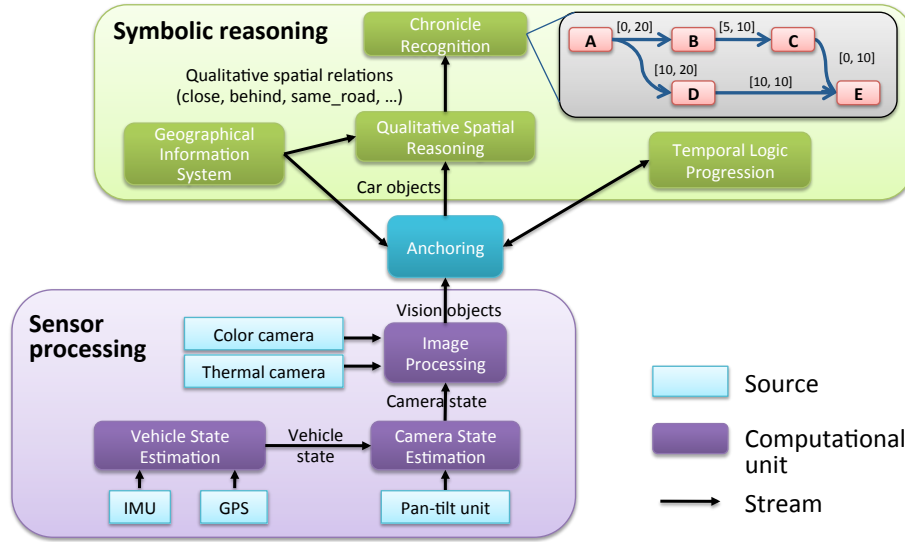 Symbolic reasoning
Chronicle
Recognition
[0, 20]
[5, 10]
A
B
C
[0, 10]
[10, 20]
[10, 10]
D
E
Qualitative spatial relations
(close, behind, same_road, ...)
Geographical
Information
System
Qualitative Spatial
Reasoning
Temporal Logic
Progression
Car objects
Anchoring
Vision objects
Sensor
processing
Color camera
Thermal camera
Image
Processing
Camera state
Vehicle State
Estimation
Vehicle
state
Camera State
Estimation
IMU
GPS
Pan-tilt unit
Source
Computational
unit
Stream